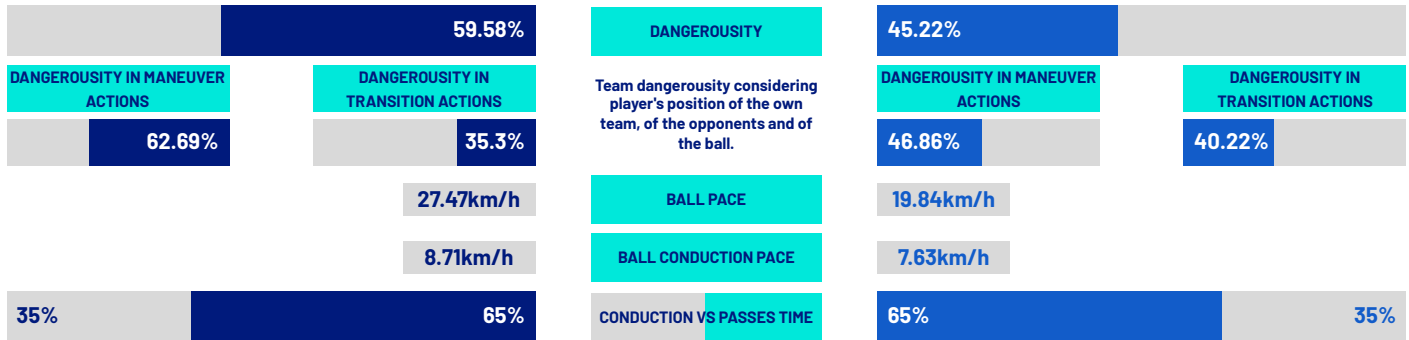 59.58%
DANGEROUSITY
45.22%
DANGEROUSITY IN MANEUVER
ACTIONS
DANGEROUSITY IN
TRANSITION ACTIONS
Team dangerousity considering
player's position of the own
team, of the opponents and of
the ball.
DANGEROUSITY IN MANEUVER
ACTIONS
DANGEROUSITY IN
TRANSITION ACTIONS
62.69%
35.3%
46.86%
40.22%
27.47km/h
BALL PACE
19.84km/h
8.71km/h
BALL CONDUCTION PACE
7.63km/h
35%
65%
CONDUCTION VS PASSES TIME
65%
35%